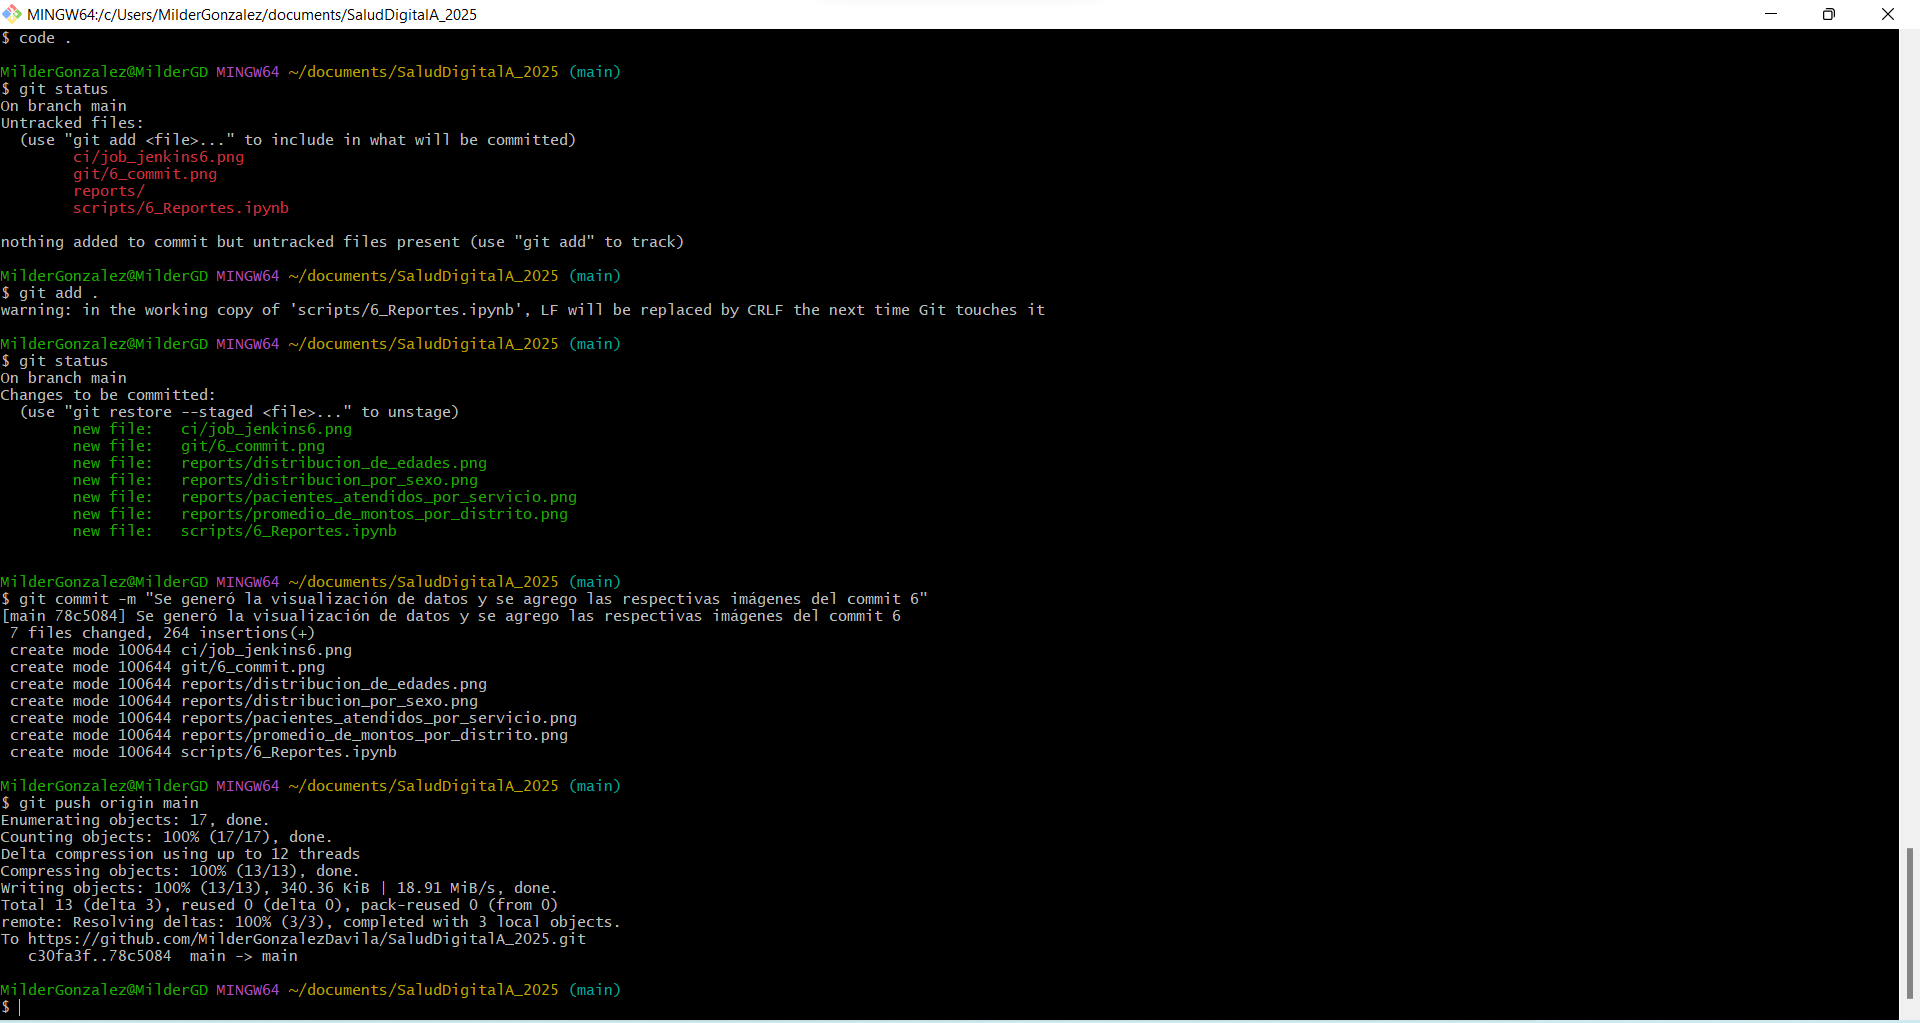 MINGW64:/c/Users/MilderGonzalez/documents/SaludDigitalA_2025
$ code .
MilderGonzalez@MilderGD MINGW64 ~/documents/SaludDigitalA_2025 (main)
$ git status
On branch main
Untracked files:
  (use "git add <file>..." to include in what will be committed)
        ci/job_jenkins6.png
        git/6_commit.png
        reports/
        scripts/6_Reportes.ipynb
nothing added to commit but untracked files present (use "git add" to track)
MilderGonzalez@MilderGD MINGW64 ~/documents/SaludDigitalA_2025 (main)
$ git add .
warning: in the working copy of 'scripts/6_Reportes.ipynb', LF will be replaced by CRLF the next time Git touches it
MilderGonzalez@MilderGD MINGW64 ~/documents/SaludDigitalA_2025 (main)
$ git status
On branch main
Changes to be committed:
  (use "git restore --staged <file>..." to unstage)
        new file:   ci/job_jenkins6.png
        new file:   git/6_commit.png
        new file:   reports/distribucion_de_edades.png
        new file:   reports/distribucion_por_sexo.png
        new file:   reports/pacientes_atendidos_por_servicio.png
        new file:   reports/promedio_de_montos_por_distrito.png
        new file:   scripts/6_Reportes.ipynb
MilderGonzalez@MilderGD MINGW64 ~/documents/SaludDigitalA_2025 (main)
$ git commit -m "Se generó la visualización de datos y se agrego las respectivas imágenes del commit 6"
[main 78c5084] Se generó la visualización de datos y se agrego las respectivas imágenes del commit 6
 7 files changed, 264 insertions(+)
 create mode 100644 ci/job_jenkins6.png
 create mode 100644 git/6_commit.png
 create mode 100644 reports/distribucion_de_edades.png
 create mode 100644 reports/distribucion_por_sexo.png
 create mode 100644 reports/pacientes_atendidos_por_servicio.png
 create mode 100644 reports/promedio_de_montos_por_distrito.png
 create mode 100644 scripts/6_Reportes.ipynb
MilderGonzalez@MilderGD MINGW64 ~/documents/SaludDigitalA_2025 (main)
$ git push origin main
Enumerating objects: 17, done.
Counting objects: 100% (17/17), done.
Delta compression using up to 12 threads
Compressing objects: 100% (13/13), done.
Writing objects: 100% (13/13), 340.36 KiB | 18.91 MiB/s, done.
Total 13 (delta 3), reused 0 (delta 0), pack-reused 0 (from 0)
remote: Resolving deltas: 100% (3/3), completed with 3 local objects.
To https://github.com/MilderGonzalezDavila/SaludDigitalA_2025.git
   c30fa3f..78c5084  main -> main
MilderGonzalez@MilderGD MINGW64 ~/documents/SaludDigitalA_2025 (main)
$